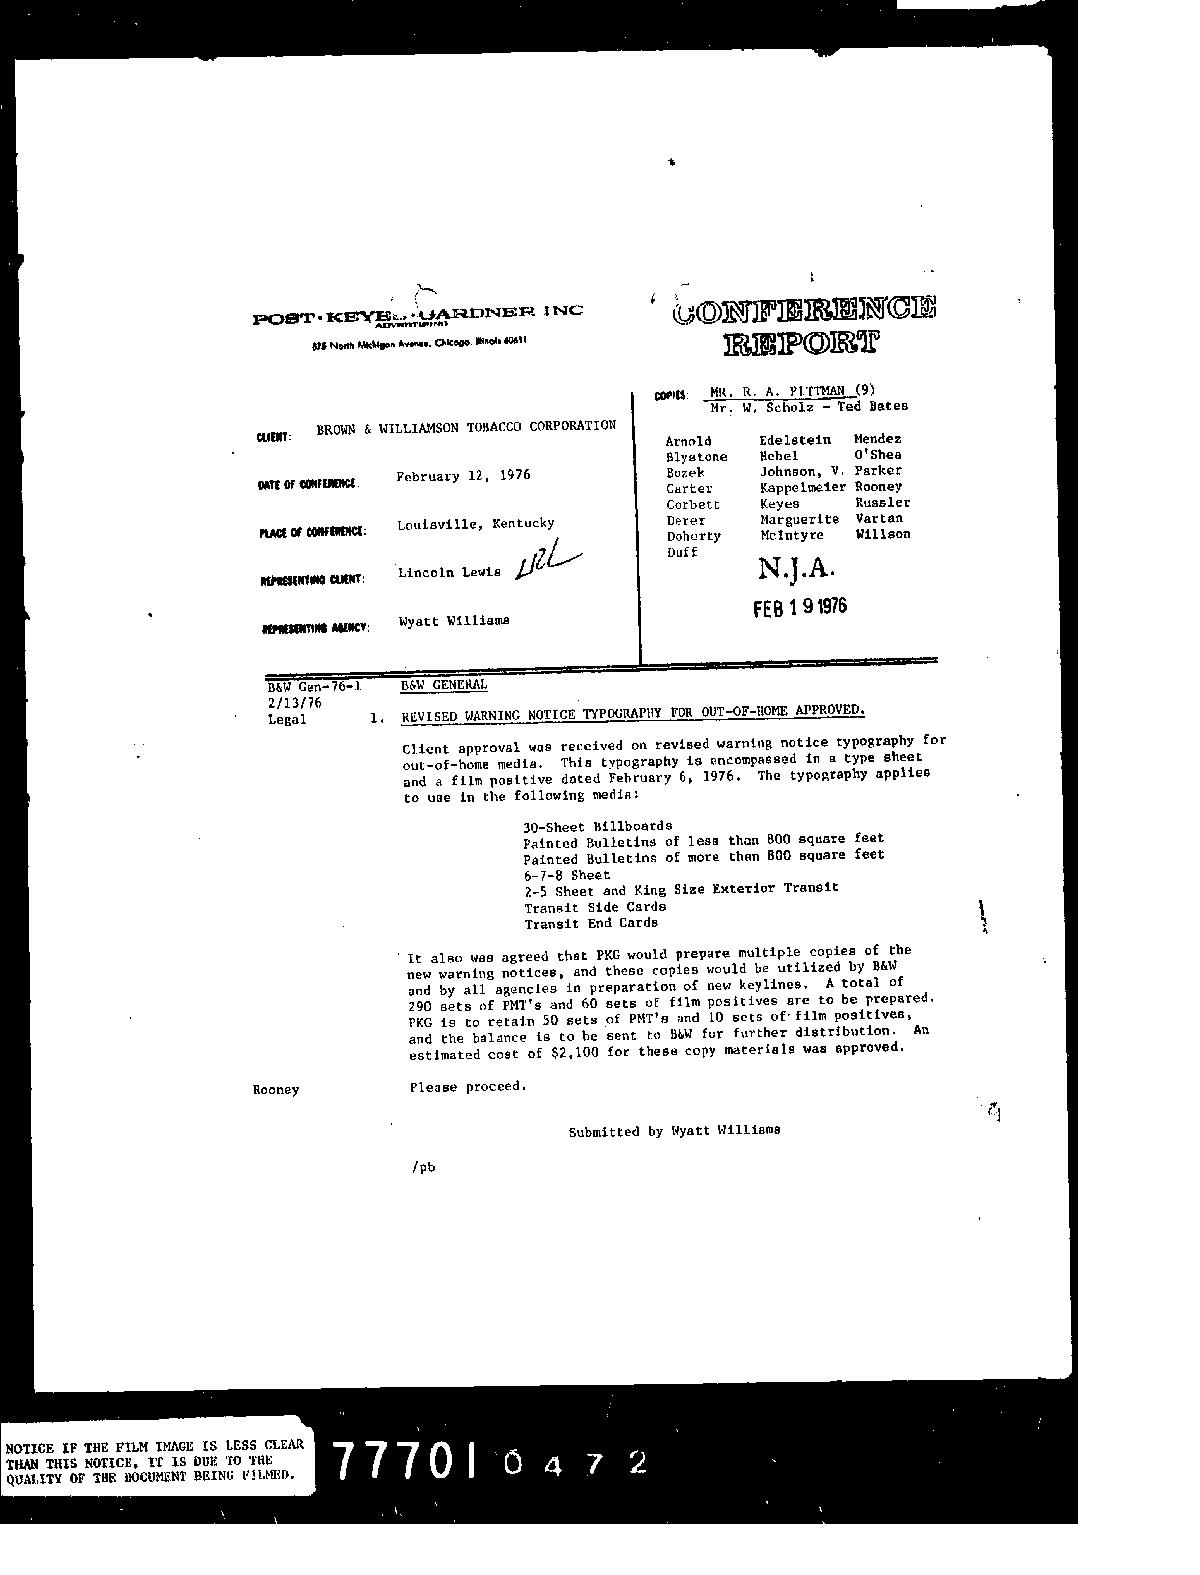 POST·KEYES·GARDNER INC
ADVERTISING
875 North Michigan Avenue, Chicago, Illinois 60611
CONFERENCE
REPORT
COPIES: MR. R. A. PITTMAN (9)
Mr. W. Scholz - Ted Bates
CLIENT: BROWN & WILLIAMSON TOBACCO CORPORATION
DATE OF CONFERENCE: February 12, 1976
PLACE OF CONFERENCE: Louisville, Kentucky
REPRESENTING CLIENT: Lincoln Lewis
REPRESENTING AGENCY: Wyatt Williams
Arnold Edelstein Mendez
Blystone Hebel O'Shea
Bozek Johnson, V. Parker
Carter Kappelmeier Rooney
Corbett Keyes Russler
Derer Marguerite Vartan
Doherty McIntyre Willson
Duff
N.J.A.
FEB 19 1976
B&W Gen-76-1 B&W GENERAL
2/13/76
Legal 1. REVISED WARNING NOTICE TYPOGRAPHY FOR OUT-OF-HOME APPROVED.
Client approval was received on revised warning notice typography for
out-of-home media. This typography is encompassed in a type sheet
and a film positive dated February 6, 1976. The typography applies
to use in the following media:
30-Sheet Billboards
Painted Bulletins of less than 800 square feet
Painted Bulletins of more than 800 square feet
6-7-8 Sheet
2-5 Sheet and King Size Exterior Transit
Transit Side Cards
Transit End Cards
It also was agreed that PKG would prepare multiple copies of the
new warning notices, and these copies would be utilized by B&W
and by all agencies in preparation of new keylines. A total of
290 sets of PMT's and 60 sets of film positives are to be prepared.
PKG is to retain 50 sets of PMT's and 10 sets of film positives,
and the balance is to be sent to B&W for further distribution. An
estimated cost of $2,100 for these copy materials was approved.
Rooney Please proceed.
Submitted by Wyatt Williams
/pb
NOTICE IF THE FILM IMAGE IS LESS CLEAR
THAN THIS NOTICE, IT IS DUE TO THE
QUALITY OF THE DOCUMENT BEING FILMED.
777010472